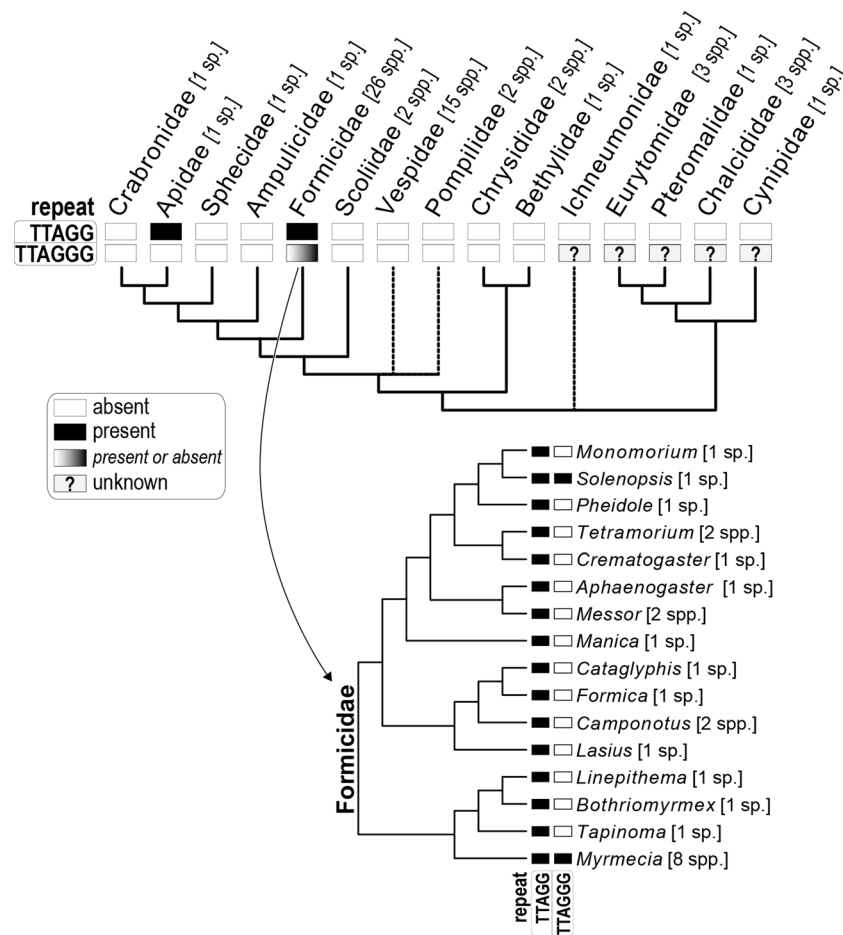 Crabronidae [1 sp.]
Apidae [1 sp.]
Sphecidae [1 sp.]
Ampulicidae [1 sp.]
Formicidae [26 spp.]
Scoliidae [2 spp.]
Vespidae [15 spp.]
Pompilidae [2 spp.]
Chrysididae [2 spp.]
Bethylidae [1 sp.]
Ichneumonidae [1 sp.]
Eurytomidae [3 spp.]
Pteromalidae [1 sp.]
Chalcididae [3 spp.]
Cynipidae [1 sp.]
repeat
TTAGG
TTAGGG ? ? ? ? ?
absent
present
present or absent
? unknown
Monomorium [1 sp.]
Solenopsis [1 sp.]
Pheidole [1 sp.]
Tetramorium [2 spp.]
Crematogaster [1 sp.]
Aphaenogaster [1 sp.]
Messor [2 spp.]
Manica [1 sp.]
Cataglyphis [1 sp.]
Formica [1 sp.]
Camponotus [2 spp.]
Lasius [1 sp.]
Linepithema [1 sp.]
Bothriomyrmex [1 sp.]
Tapinoma [1 sp.]
Myrmecia [8 spp.]
Formicidae
repeat
TTAGG
TTAGGG